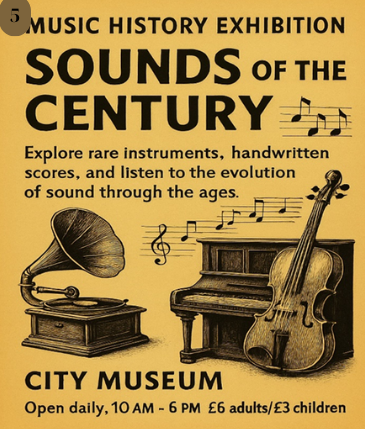 5
MUSIC HISTORY EXHIBITION
SOUNDS OF THE
CENTURY
Explore rare instruments, handwritten
scores, and listen to the evolution
of sound through the ages.
CITY MUSEUM
Open daily, 10 AM - 6 PM £6 adults/£3 children